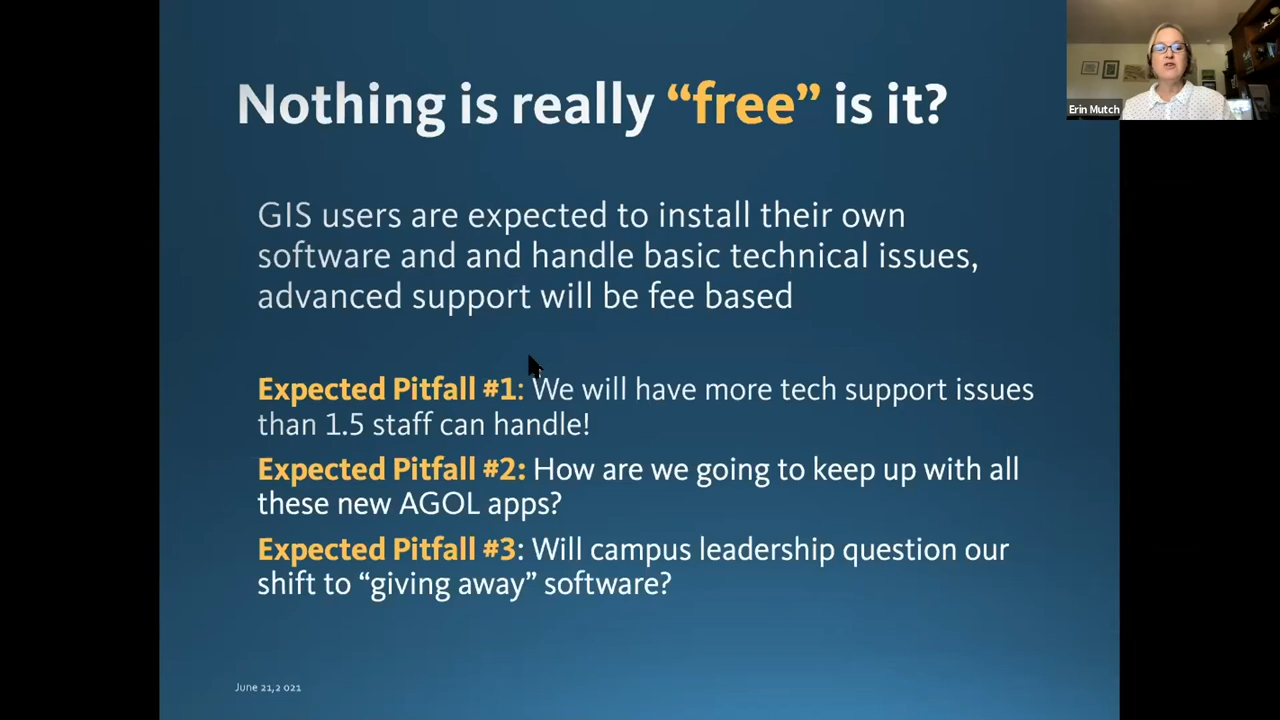 Nothing is really “free” is it?
Erin Mutch
GIS users are expected to install their own
software and and handle basic technical issues,
advanced support will be fee based
Expected Pitfall #1: We will have more tech support issues
than 1.5 staff can handle!
Expected Pitfall #2: How are we going to keep up with all
these new AGOL apps?
Expected Pitfall #3: Will campus leadership question our
shift to “giving away” software?
June 21,2 021